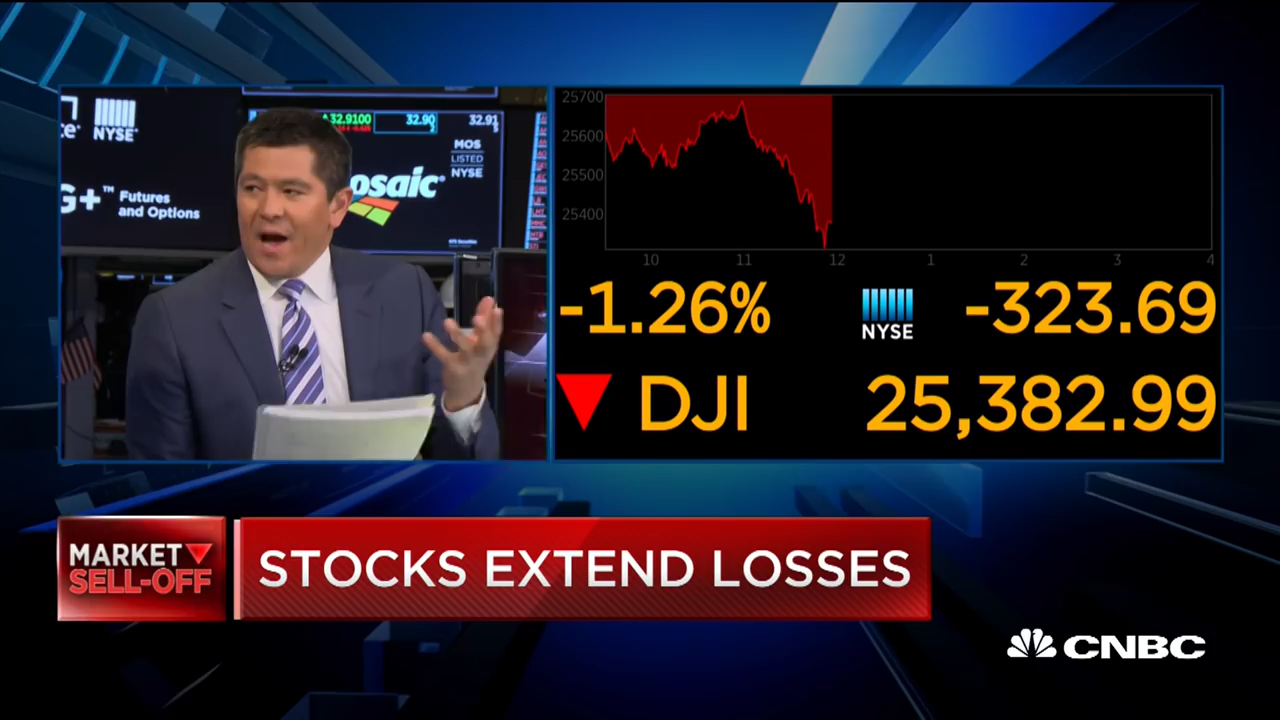 NYSE
G+™ Futures
and Options
32.9100
32.90
32.91
MOS
LISTED
NYSE
osaic
25700
25600
25500
25400
10 11 12 1 2 3 4
-1.26% NYSE -323.69
DJI 25,382.99
MARKET
SELL-OFF
STOCKS EXTEND LOSSES
CNBC